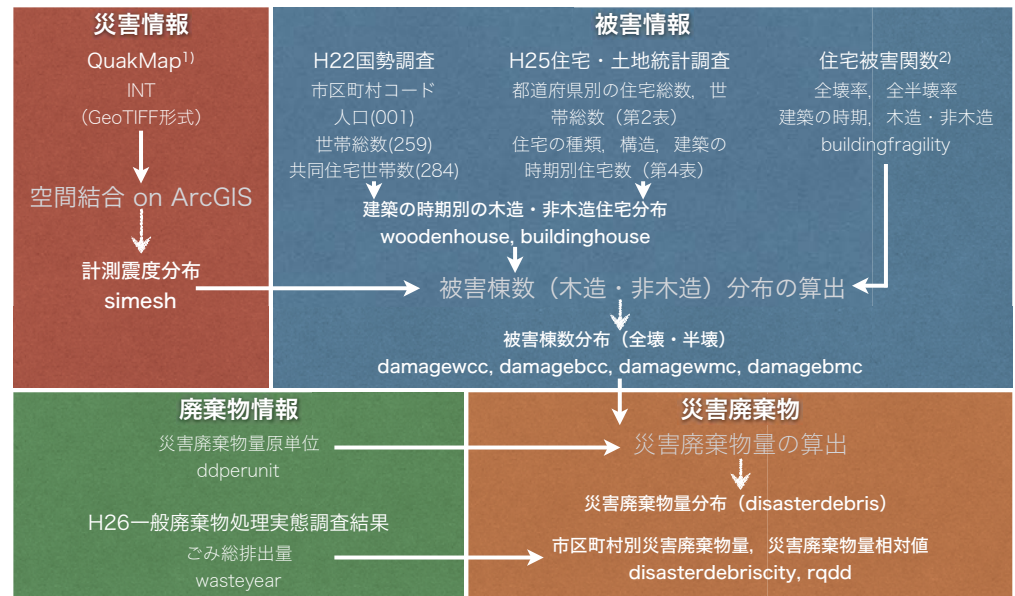 災害情報
QuakMap1)
INT
(GeoTIFF形式)
空間結合 on ArcGIS
計測震度分布
simesh
被害情報
H22国勢調査
市区町村コード
人口(001)
世帯総数(259)
共同住宅世帯数(284)
H25住宅・土地統計調査
都道府県別の住宅総数，世
帯総数（第2表）
住宅の種類，構造，建築の
時期別住宅数（第4表）
住宅被害関数2)
全壊率，全半壊率
建築の時期，木造・非木造
buildingfragility
建築の時期別の木造・非木造住宅分布
woodenhouse, buildinghouse
被害棟数（木造・非木造）分布の算出
被害棟数分布（全壊・半壊）
damagewcc, damagebcc, damagewmc, damagebmc
廃棄物情報
災害廃棄物量原単位
ddperunit
H26一般廃棄物処理実態調査結果
ごみ総排出量
wasteyear
災害廃棄物
災害廃棄物量の算出
災害廃棄物量分布（disasterdebris）
市区町村別災害廃棄物量，災害廃棄物量相対値
disasterdebriscity, rqdd